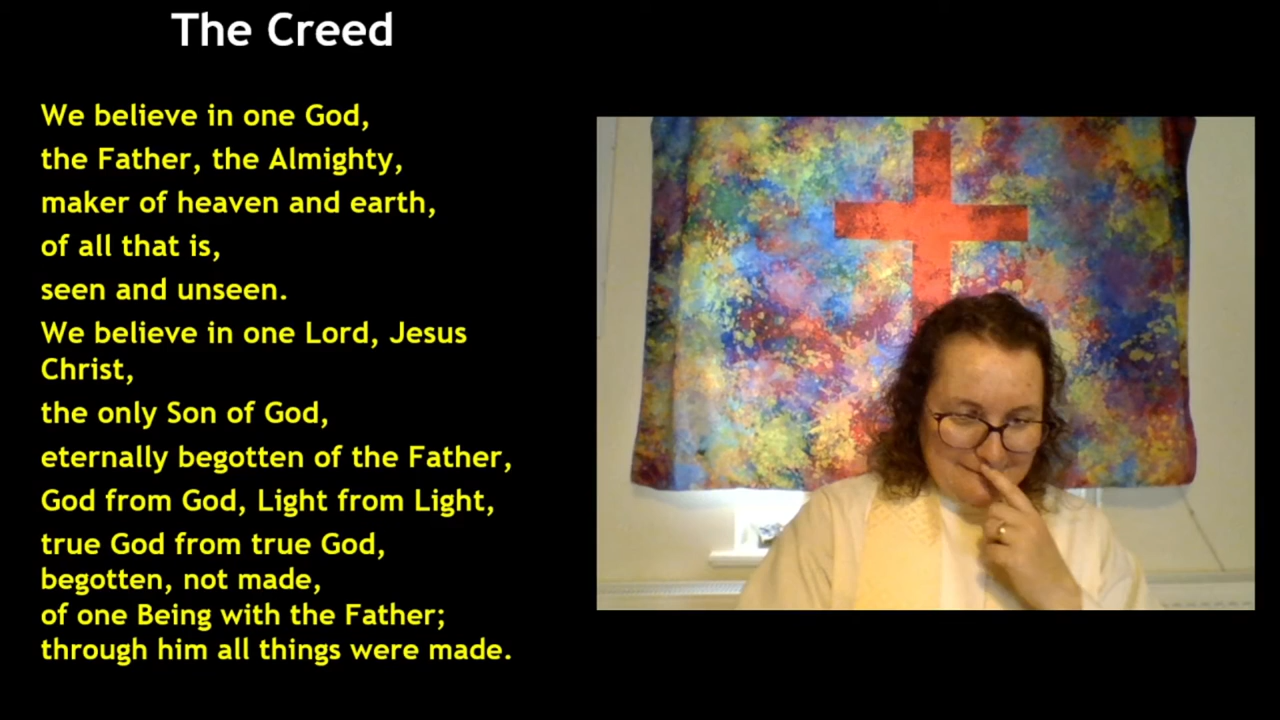 The Creed
We believe in one God,
the Father, the Almighty,
maker of heaven and earth,
of all that is,
seen and unseen.
We believe in one Lord, Jesus
Christ,
the only Son of God,
eternally begotten of the Father,
God from God, Light from Light,
true God from true God,
begotten, not made,
of one Being with the Father;
through him all things were made.